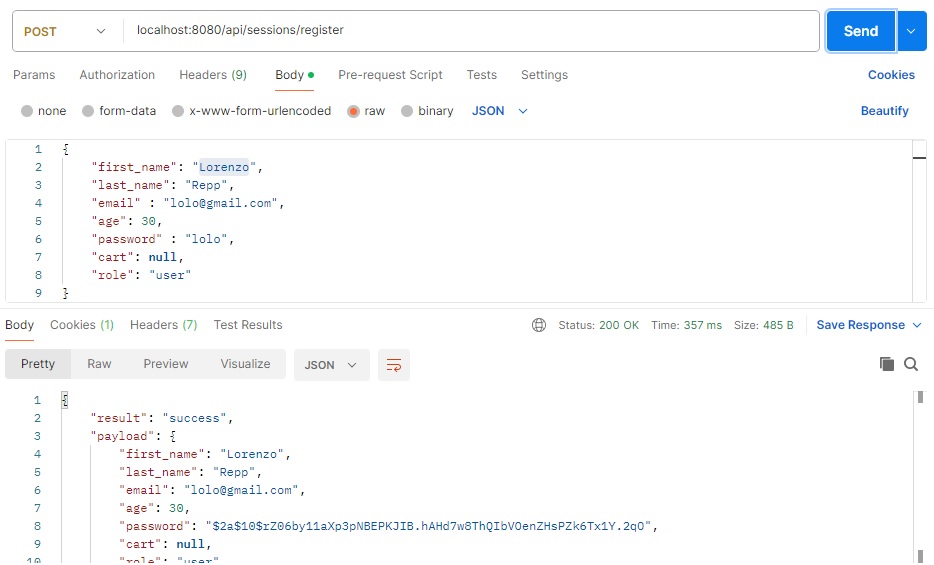 POST localhost:8080/api/sessions/register Send
Params Authorization Headers (9) Body Pre-request Script Tests Settings Cookies
none form-data x-www-form-urlencoded raw binary JSON Beautify
1 {
2 "first_name": "Lorenzo",
3 "last_name": "Repp",
4 "email" : "lolo@gmail.com",
5 "age": 30,
6 "password" : "lolo",
7 "cart": null,
8 "role": "user"
9 }
Body Cookies (1) Headers (7) Test Results Status: 200 OK Time: 357 ms Size: 485 B Save Response
Pretty Raw Preview Visualize JSON
1 {
2 "result": "success",
3 "payload": {
4 "first_name": "Lorenzo",
5 "last_name": "Repp",
6 "email": "lolo@gmail.com",
7 "age": 30,
8 "password": "$2a$10$rZ06by11aXp3pNBEPKJIB.hAHd7w8ThQIbVOenZHsPZk6Tx1Y.2qO",
9 "cart": null,
10 "role": "user"